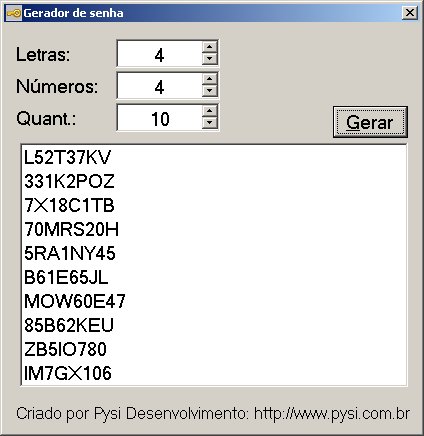 Gerador de senha
Letras: 4
Números: 4
Quant.: 10
Gerar
L52T37KV
331K2POZ
7X18C1TB
70MRS20H
5RA1NY45
B61E65JL
MOW60E47
85B62KEU
ZB5IO780
IM7GX106
Criado por Pysi Desenvolvimento: http://www.pysi.com.br